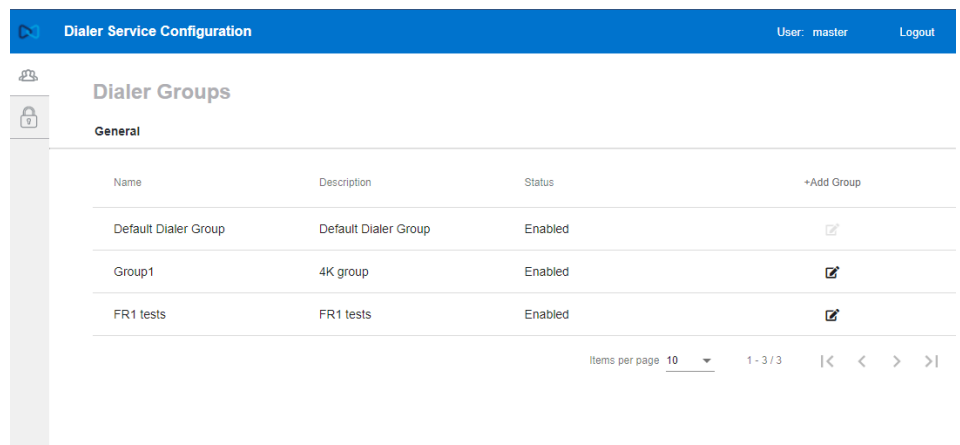 Dialer Service Configuration User: master Logout
Dialer Groups
General
Name Description Status +Add Group
Default Dialer Group Default Dialer Group Enabled
Group1 4K group Enabled
FR1 tests FR1 tests Enabled
Items per page 10 1 - 3 / 3